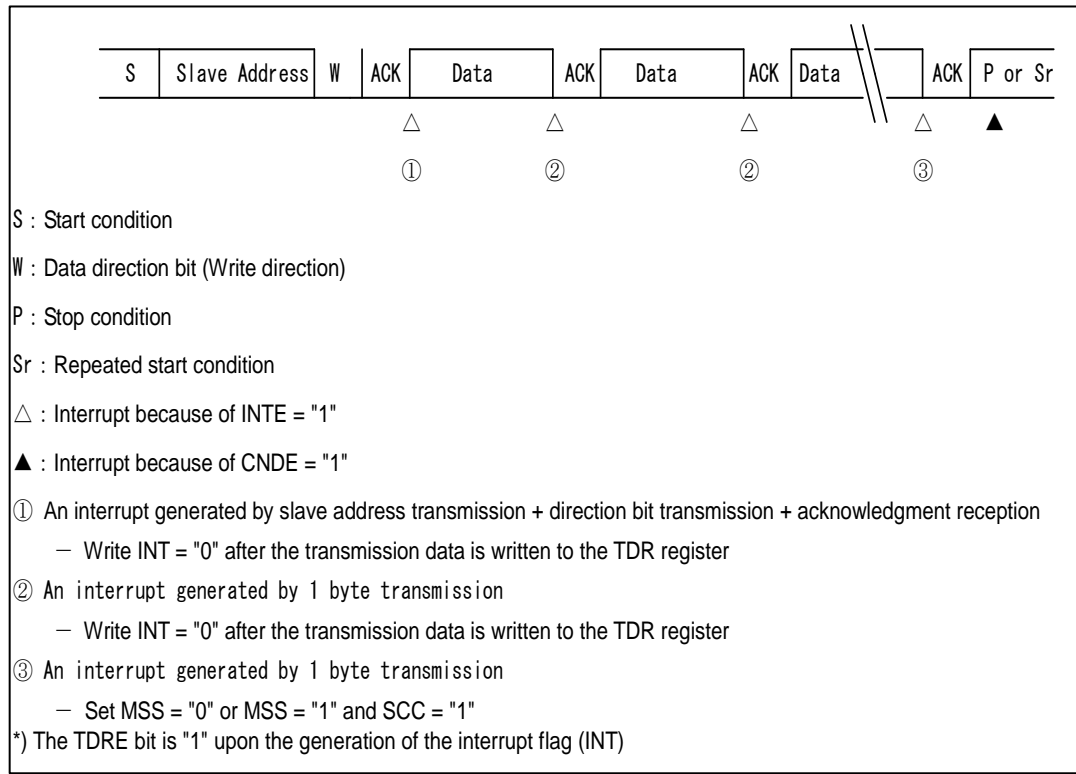 S Slave Address W ACK Data ACK Data ACK Data ACK P or Sr
△ △ △ △ ▲
① ② ② ③
S : Start condition
W : Data direction bit (Write direction)
P : Stop condition
Sr : Repeated start condition
△ : Interrupt because of INTE = "1"
▲ : Interrupt because of CNDE = "1"
① An interrupt generated by slave address transmission + direction bit transmission + acknowledgment reception
— Write INT = "0" after the transmission data is written to the TDR register
② An interrupt generated by 1 byte transmission
— Write INT = "0" after the transmission data is written to the TDR register
③ An interrupt generated by 1 byte transmission
— Set MSS = "0" or MSS = "1" and SCC = "1"
*) The TDRE bit is "1" upon the generation of the interrupt flag (INT)